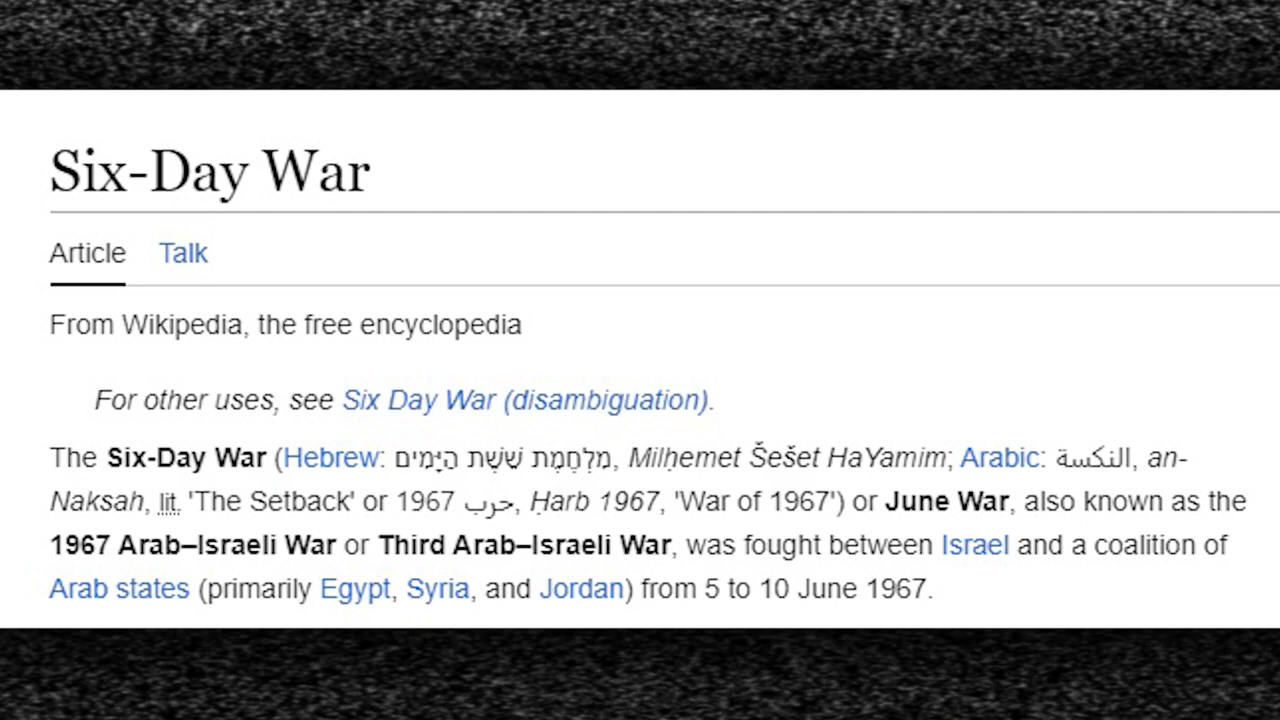 Six-Day War
Article Talk
From Wikipedia, the free encyclopedia
For other uses, see Six Day War (disambiguation).
The Six-Day War (Hebrew: מִלְחֶמֶת שֵׁשֶׁת הַיָּמִים, Milḥemet Šešet HaYamim; Arabic: النكسة, an-
Naksah, lit. 'The Setback' or 1967 حرب, Ḥarb 1967, 'War of 1967') or June War, also known as the
1967 Arab–Israeli War or Third Arab–Israeli War, was fought between Israel and a coalition of
Arab states (primarily Egypt, Syria, and Jordan) from 5 to 10 June 1967.